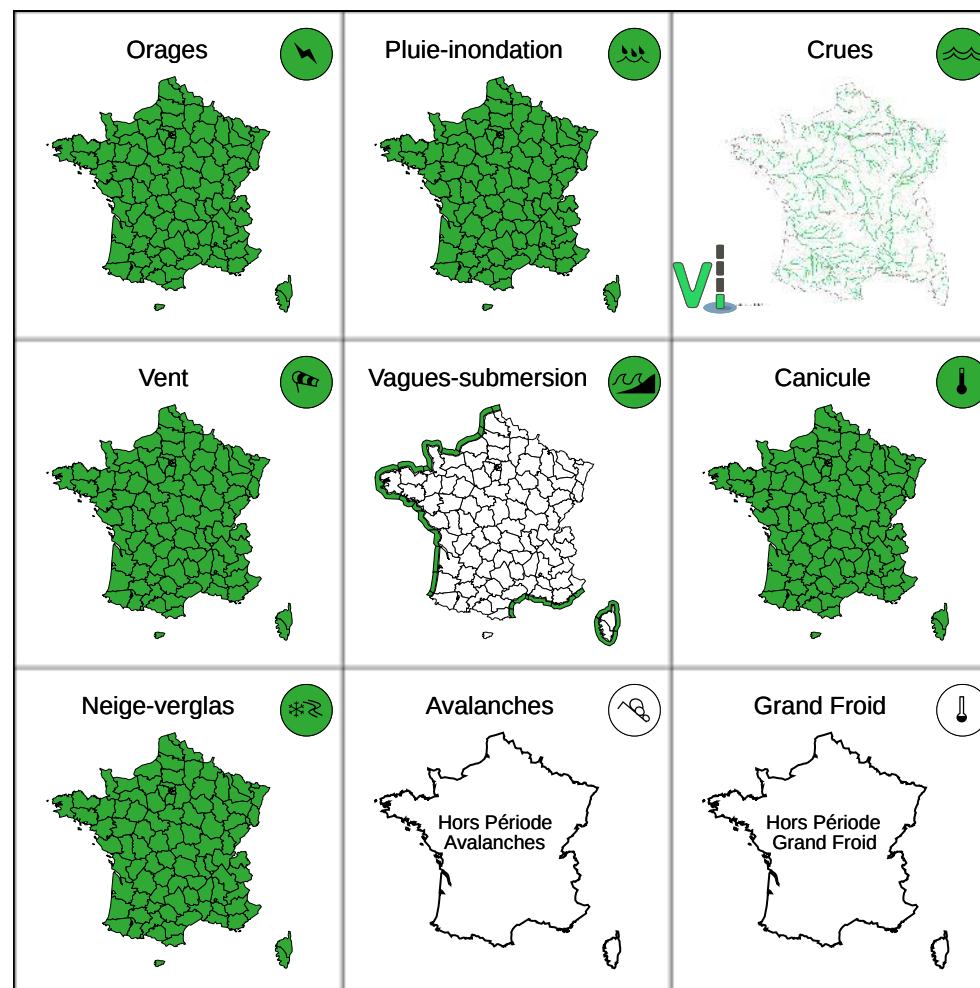 Orages
Pluie-inondation
Crues
Vi
Vent
Vagues-submersion
Canicule
Neige-verglas
Avalanches
Grand Froid
Hors Période
Avalanches
Hors Période
Grand Froid